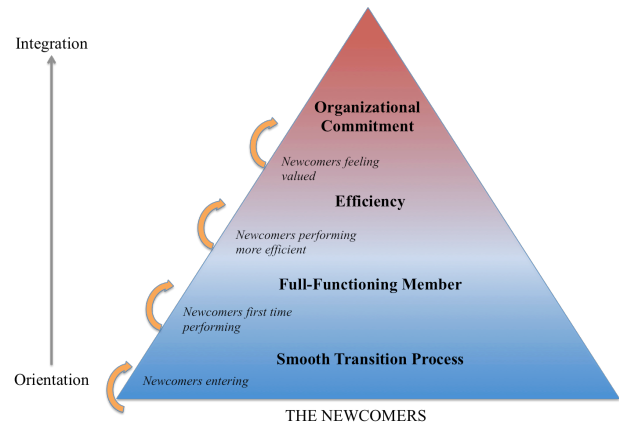 Integration
Organizational
Commitment
Newcomers feeling
valued
Efficiency
Newcomers performing
more efficient
Full-Functioning Member
Newcomers first time
performing
Smooth Transition Process
Orientation
Newcomers entering
THE NEWCOMERS